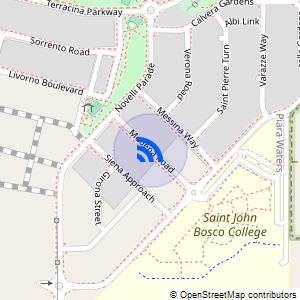 Terracina Parkway
Calvera Gardens
Albi Link
Sorrento Road
Livorno Boulevard
Novelli Parade
Verona Road
Saint Pierre Turn
Varazze Way
Messina Way
Siena Approach
Girona Street
Piara Waters
Saint John
Bosco College
© OpenStreetMap contributors